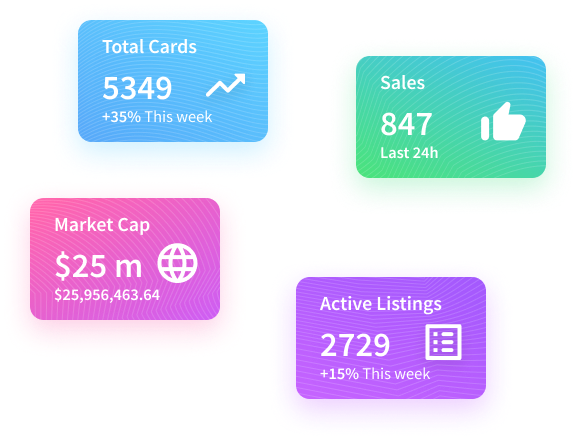 Total Cards
5349
+35% This week
Sales
847
Last 24h
Market Cap
$25 m
$25,956,463.64
Active Listings
2729
+15% This week